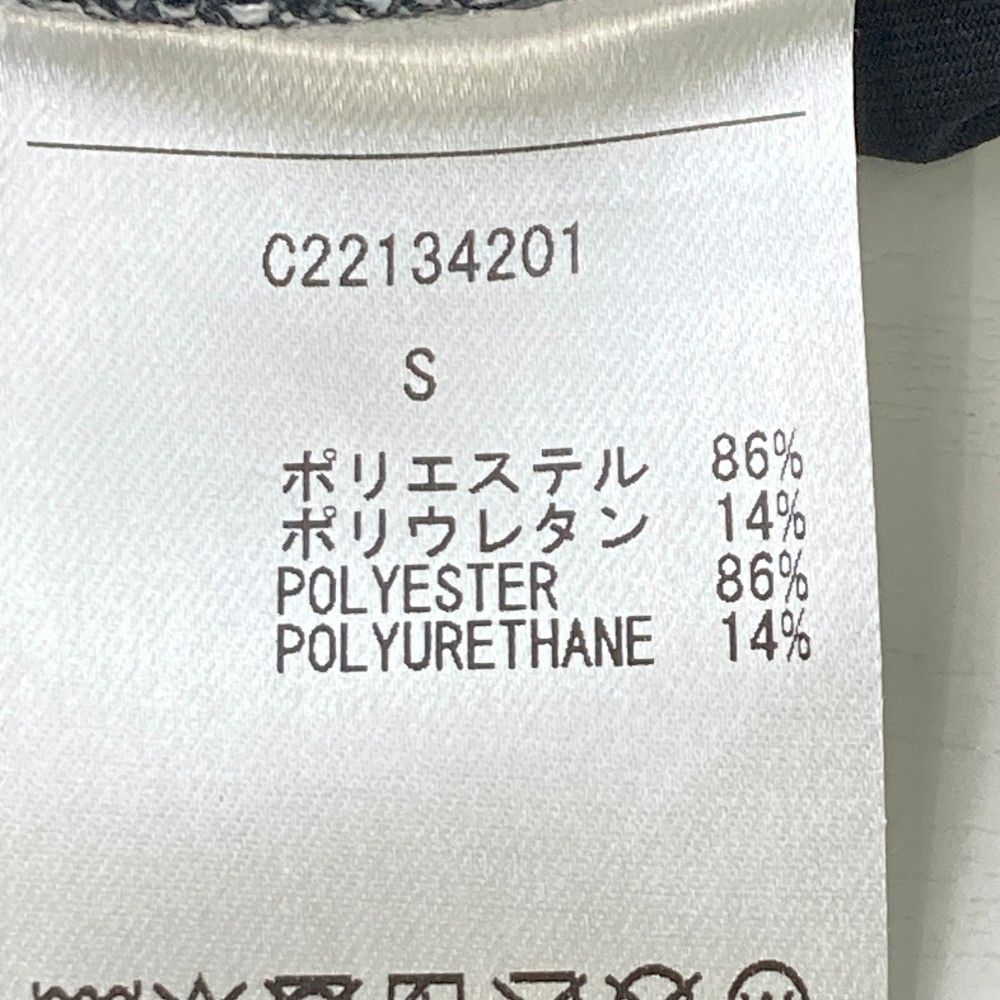 C22134201
S
ポリエステル 86%
ポリウレタン 14%
POLYESTER 86%
POLYURETHANE 14%